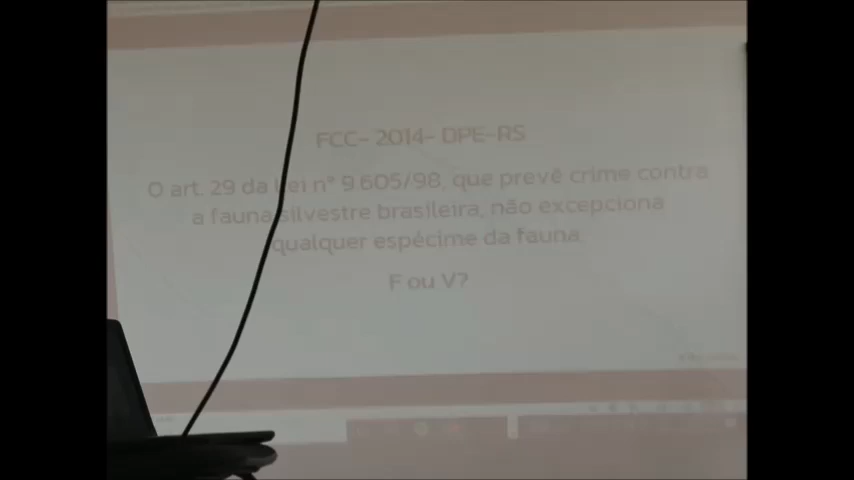 FCC- 2014- DPE-RS
O art. 29 da Lei n° 9.605/98, que prevê crime contra
a fauna silvestre brasileira, não excepciona
qualquer espécime da fauna.
F ou V?